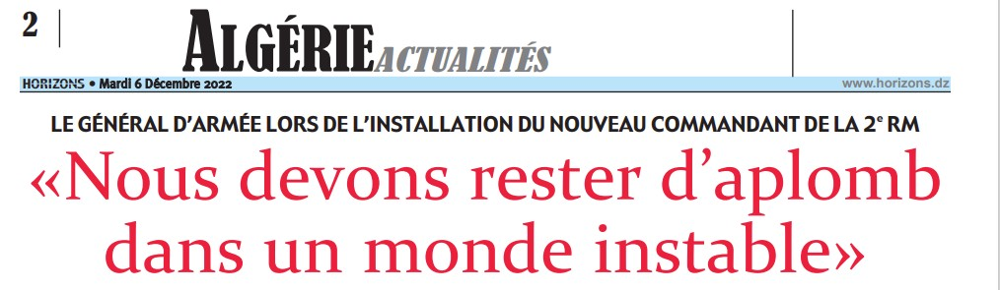 2
ALGÉRIE ACTUALITÉS
HORIZONS • Mardi 6 Décembre 2022 www.horizons.dz
LE GÉNÉRAL D’ARMÉE LORS DE L’INSTALLATION DU NOUVEAU COMMANDANT DE LA 2e RM
«Nous devons rester d’aplomb
dans un monde instable»